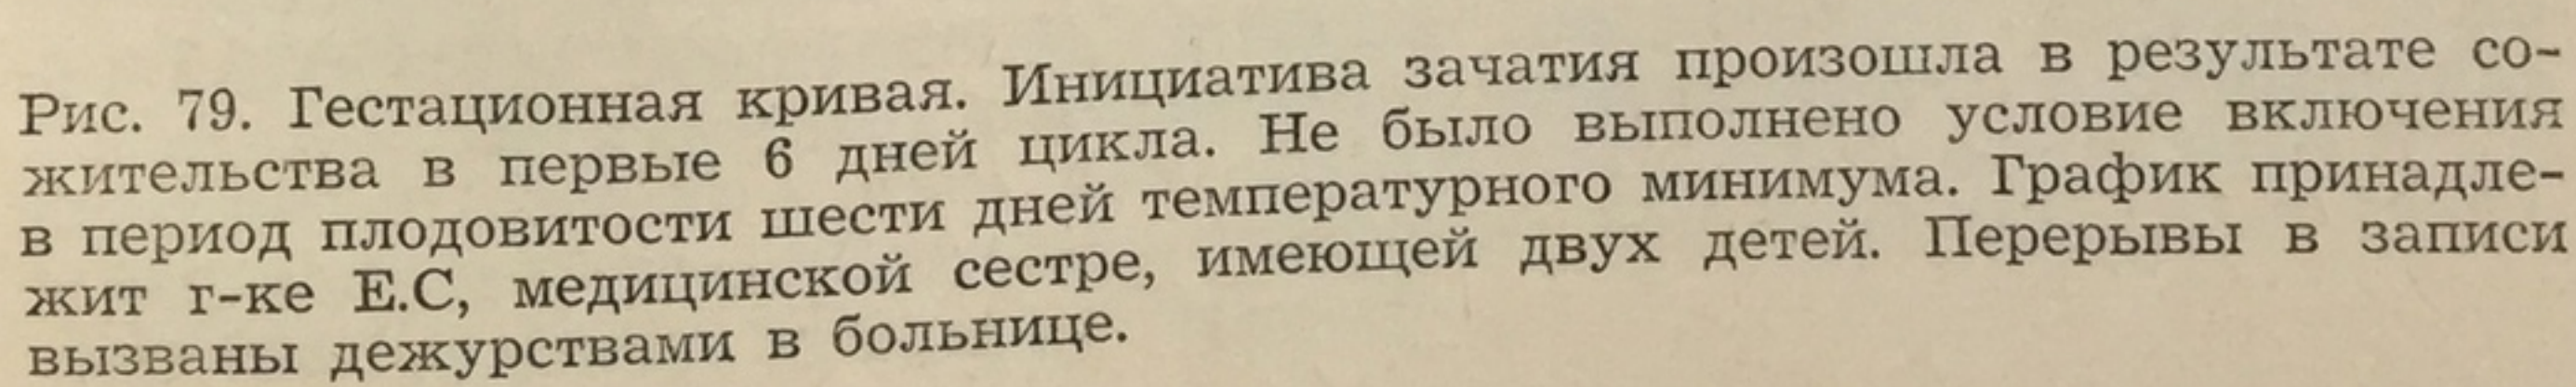 Рис. 79. Гестационная кривая. Инициатива зачатия произошла в результате со-
жительства в первые 6 дней цикла. Не было выполнено условие включения
в период плодовитости шести дней температурного минимума. График принадле-
жит г-ке Е.С, медицинской сестре, имеющей двух детей. Перерывы в записи
вызваны дежурствами в больнице.